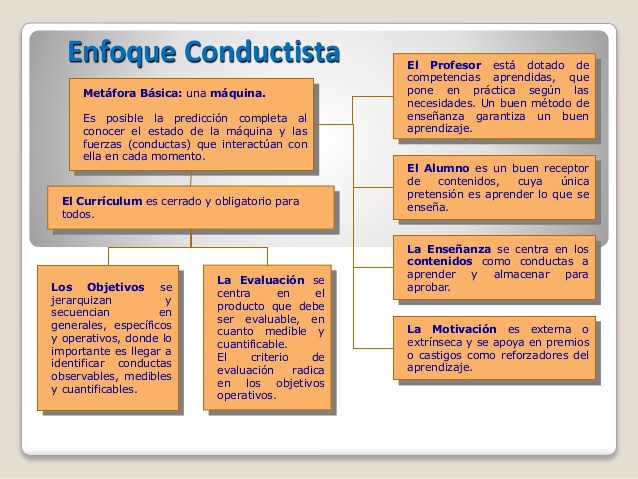 Enfoque Conductista
Metáfora Básica: una máquina.
Es posible la predicción completa al
conocer el estado de la máquina y las
fuerzas (conductas) que interactúan con
ella en cada momento.
El Currículum es cerrado y obligatorio para
todos.
Los Objetivos se
jerarquizan y
secuencian en
generales, específicos
y operativos, donde lo
importante es llegar a
identificar conductas
observables, medibles
y cuantificables.
La Evaluación se
centra en el
producto que debe
ser evaluable, en
cuanto medible y
cuantificable.
El criterio de
evaluación radica
en los objetivos
operativos.
El Profesor está dotado de
competencias aprendidas, que
pone en práctica según las
necesidades. Un buen método de
enseñanza garantiza un buen
aprendizaje.
El Alumno es un buen receptor
de contenidos, cuya única
pretensión es aprender lo que se
enseña.
La Enseñanza se centra en los
contenidos como conductas a
aprender y almacenar para
aprobar.
La Motivación es externa o
extrínseca y se apoya en premios
o castigos como reforzadores del
aprendizaje.